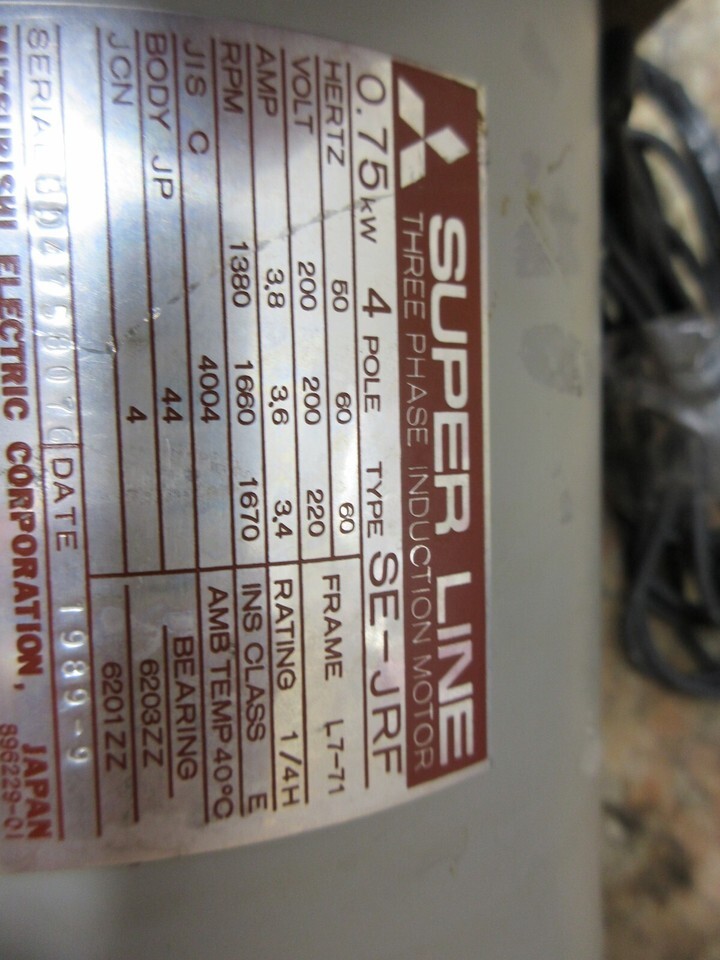 SUPER LINE
THREE PHASE INDUCTION MOTOR
0.75kW 4 POLE TYPE SE-JRF
HERTZ 50 60 60 FRAME L7-71
VOLT 200 200 220
AMP 3.8 3.6 3.4 RATING 1/4H
RPM 1380 1660 1670 INS CLASS E
JIS C 4004 AMB TEMP 40°C
BODY JP 44 BEARING
JCN 4 6203ZZ
6201ZZ
SERIAL DATE 1989-9
MITSUBISHI ELECTRIC CORPORATION, JAPAN
896229-01